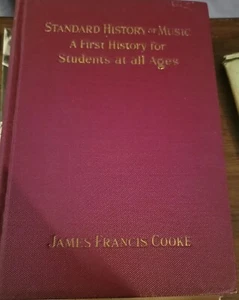 STANDARD HISTORY OF MUSIC
A First History for
Students at all Ages
JAMES FRANCIS COOKE